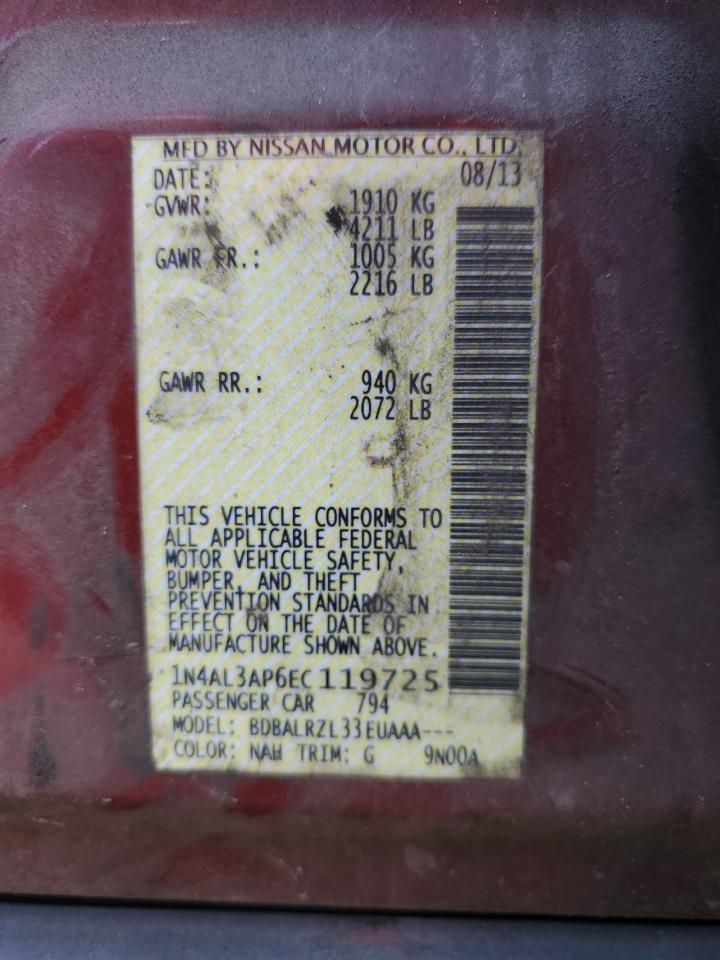 MFD BY NISSAN MOTOR CO., LTD.
DATE: 08/13
GVWR: 1910 KG
4211 LB
GAWR FR.: 1005 KG
2216 LB
GAWR RR.: 940 KG
2072 LB
THIS VEHICLE CONFORMS TO
ALL APPLICABLE FEDERAL
MOTOR VEHICLE SAFETY,
BUMPER, AND THEFT
PREVENTION STANDARDS IN
EFFECT ON THE DATE OF
MANUFACTURE SHOWN ABOVE.
1N4AL3AP6EC119725
PASSENGER CAR 794
MODEL: BDBALRZL33EUAAA---
COLOR: NAH TRIM: G 9N00A